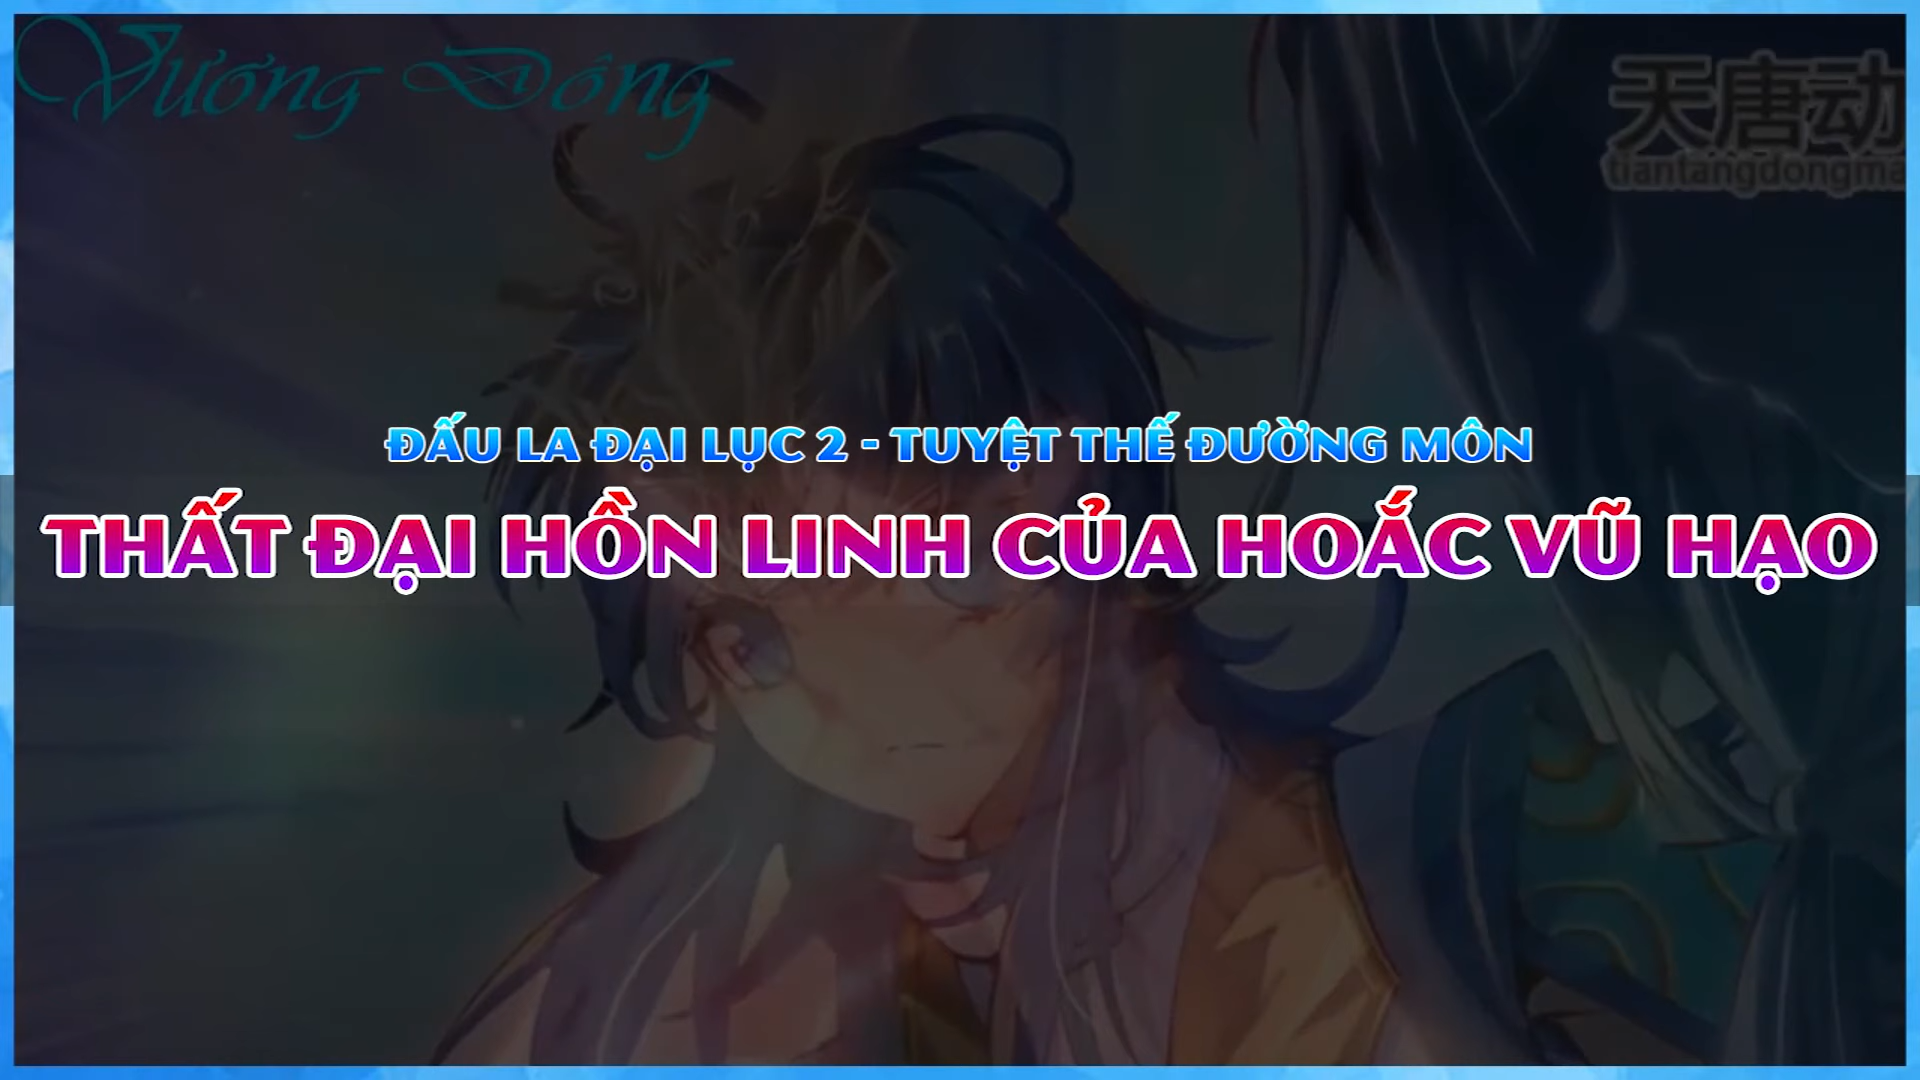 Vương Đông
天唐动
tiantangdongma
ĐẤU LA ĐẠI LỤC 2 - TUYỆT THẾ ĐƯỜNG MÔN
THẤT ĐẠI HỒN LINH CỦA HOẮC VŨ HẠO